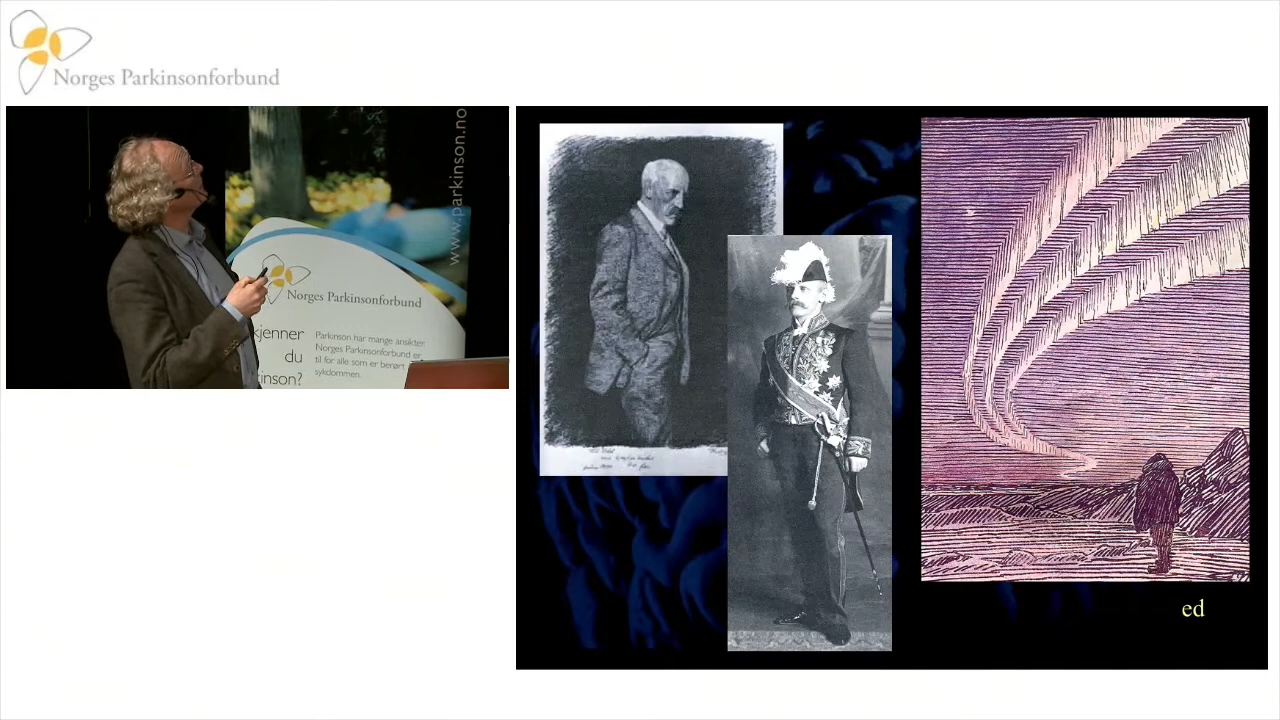 Norges Parkinsonforbund
www.parkinson.no
Norges Parkinsonforbund
kjenner
du
inson?
Parkinson har mange ansikter.
Norges Parkinsonforbund er
til for alle som er berørt
sykdommen.
ed